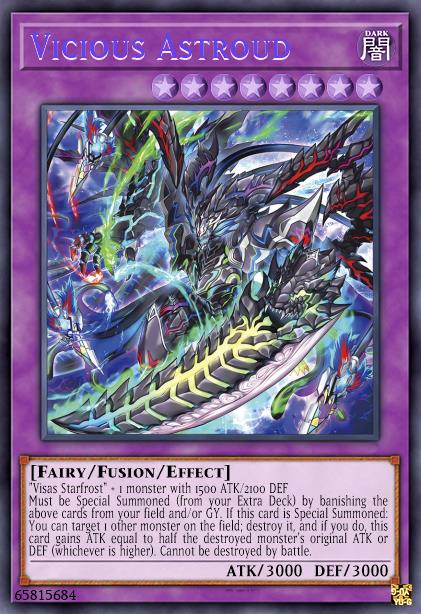 VICIOUS ASTROUD
DARK
闇
[FAIRY/FUSION/EFFECT]
"Visas Starfrost" + 1 monster with 1500 ATK/2100 DEF
Must be Special Summoned (from your Extra Deck) by banishing the
above cards from your field and/or GY. If this card is Special Summoned:
You can target 1 other monster on the field; destroy it, and if you do, this
card gains ATK equal to half the destroyed monster's original ATK or
DEF (whichever is higher). Cannot be destroyed by battle.
ATK/3000 DEF/3000
65815684